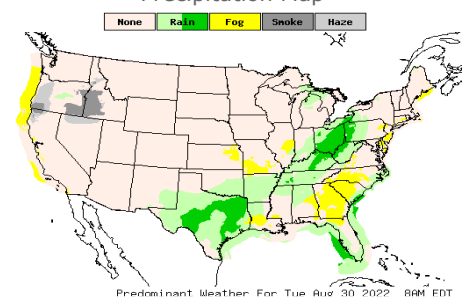 Precipitation Map
None Rain Fog Smoke Haze
Predominant Weather For Tue Aug 30 2022 8AM EDT